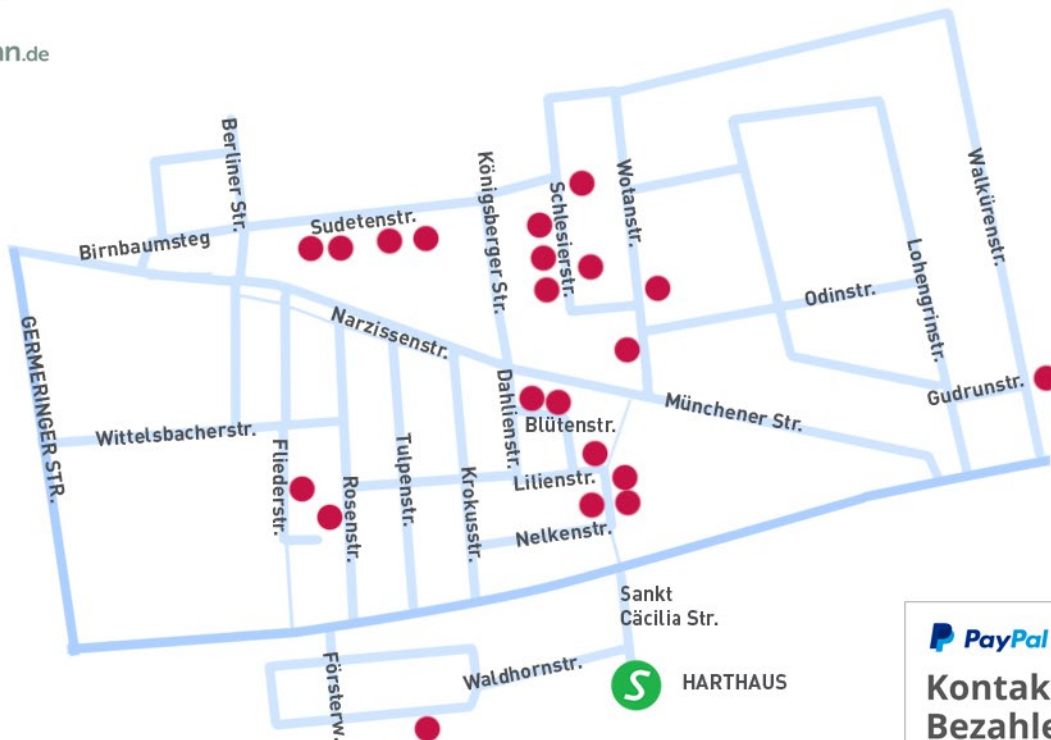 nn.de
Berliner Str.
Königsberger Str.
Schlesierstr.
Wotanstr.
Walkürenstr.
Sudetenstr.
Birnbaumsteg
Lohengrinstr.
Odinstr.
GERMERINGER STR.
Narzissenstr.
Dahlienstr.
Gudrunstr.
Münchener Str.
Blütenstr.
Wittelsbacherstr.
Fliederstr.
Rosenstr.
Tulpenstr.
Krokusstr.
Lilienstr.
Nelkenstr.
Sankt
Cäcilia Str.
Försterw.
Waldhornstr.
S
HARTHAUS
P PayPal
Kontak
Bezahle